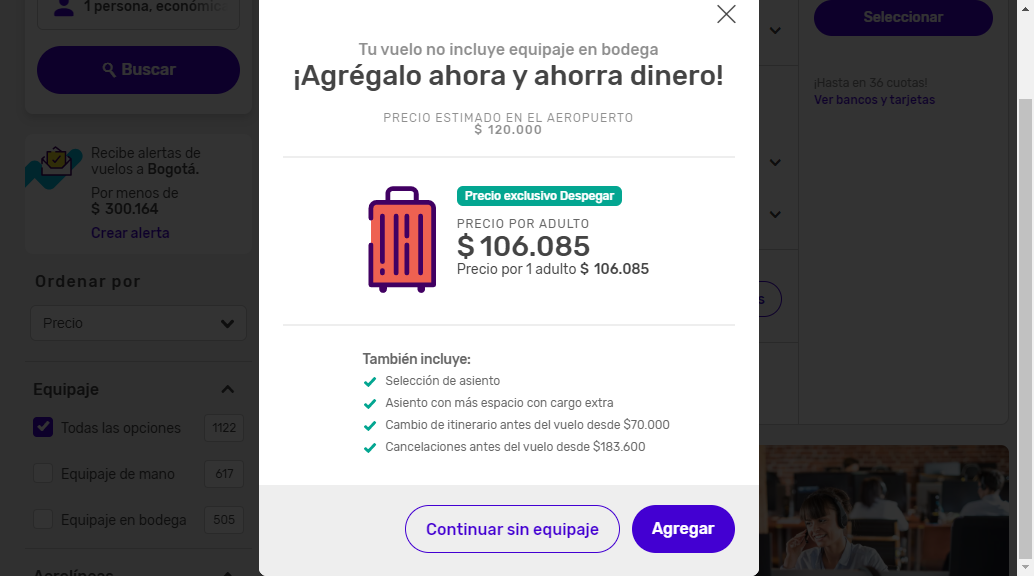 1 persona, económic
Buscar
Recibe alertas de
vuelos a Bogotá.
Por menos de
$ 300.164
Crear alerta
Ordenar por
Precio
Equipaje
Todas las opciones 1122
Equipaje de mano 617
Equipaje en bodega 505
Aerolíneas
Tu vuelo no incluye equipaje en bodega
¡Agrégalo ahora y ahorra dinero!
PRECIO ESTIMADO EN EL AEROPUERTO
$ 120.000
Precio exclusivo Despegar
PRECIO POR ADULTO
$ 106.085
Precio por 1 adulto $ 106.085
También incluye:
Selección de asiento
Asiento con más espacio con cargo extra
Cambio de itinerario antes del vuelo desde $70.000
Cancelaciones antes del vuelo desde $183.600
Continuar sin equipaje
Agregar
Seleccionar
¡Hasta en 36 cuotas!
Ver bancos y tarjetas